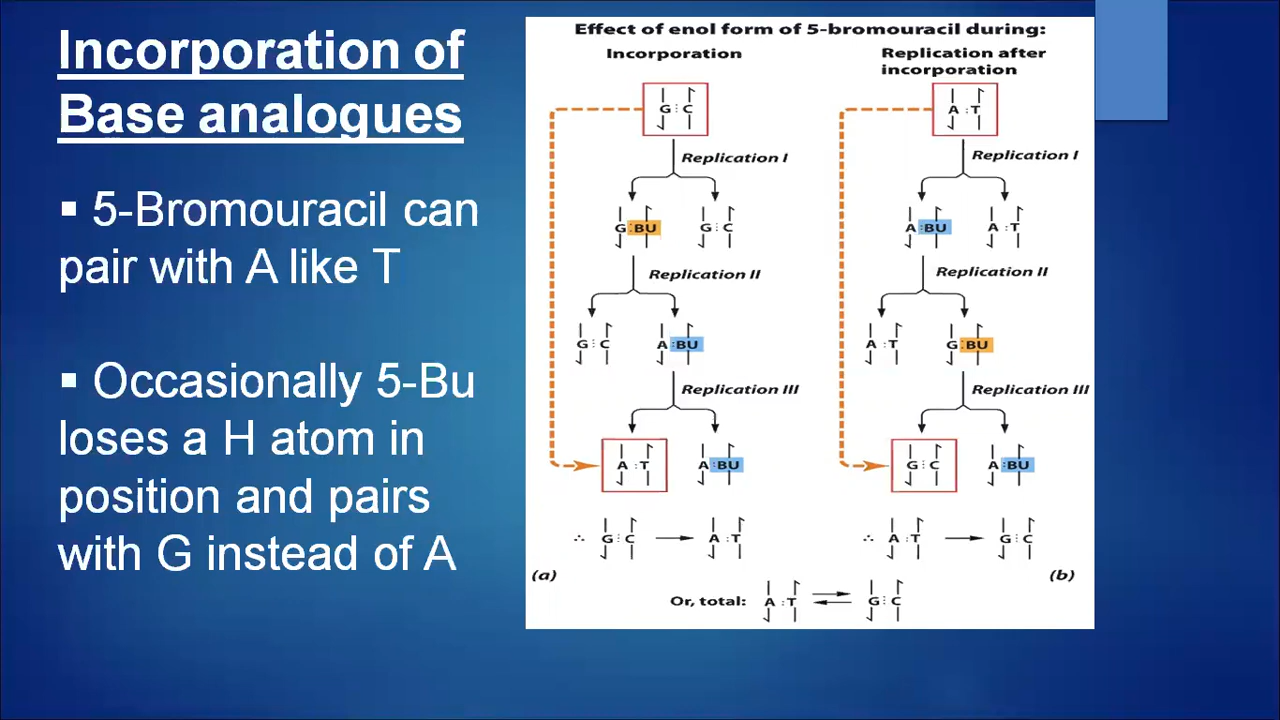 Incorporation of
Base analogues
▪ 5-Bromouracil can
pair with A like T
▪ Occasionally 5-Bu
loses a H atom in
position and pairs
with G instead of A
Effect of enol form of 5-bromouracil during:
Incorporation
G⋮C
Replication I
G:BU G⋮C
Replication II
G⋮C A:BU
Replication III
A:T A:BU
∴ G⋮C → A:T
(a)
Replication after
incorporation
A:T
Replication I
A:BU A:T
Replication II
A:T G:BU
Replication III
G⋮C A:BU
∴ A:T → G⋮C
(b)
Or, total: A:T ⇌ G⋮C